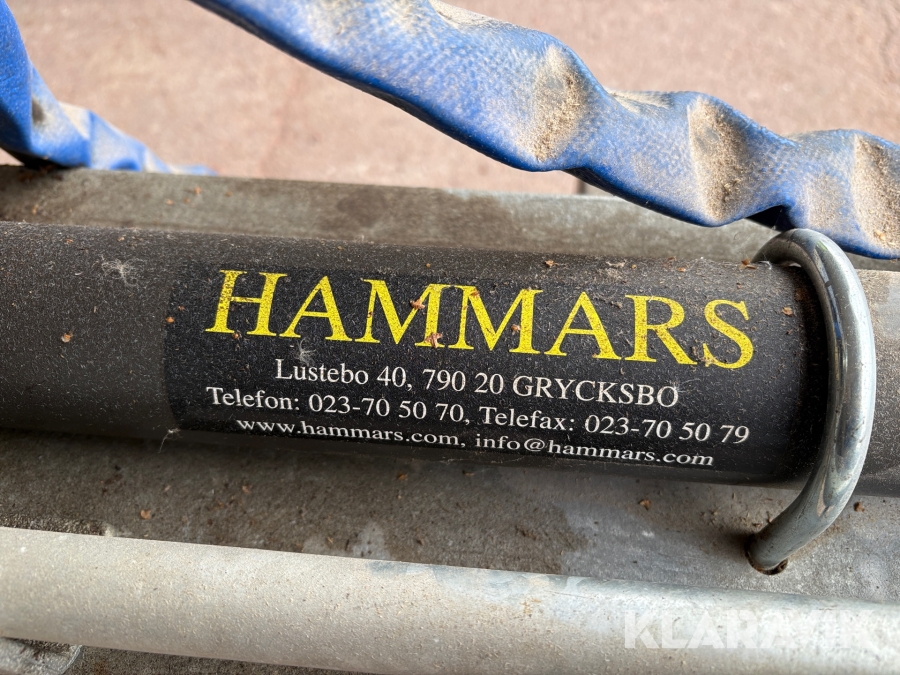 HAMMARS
Lustebo 40, 790 20 GRYCKSBO
Telefon: 023-70 50 70, Telefax: 023-70 50 79
www.hammars.com, info@hammars.com